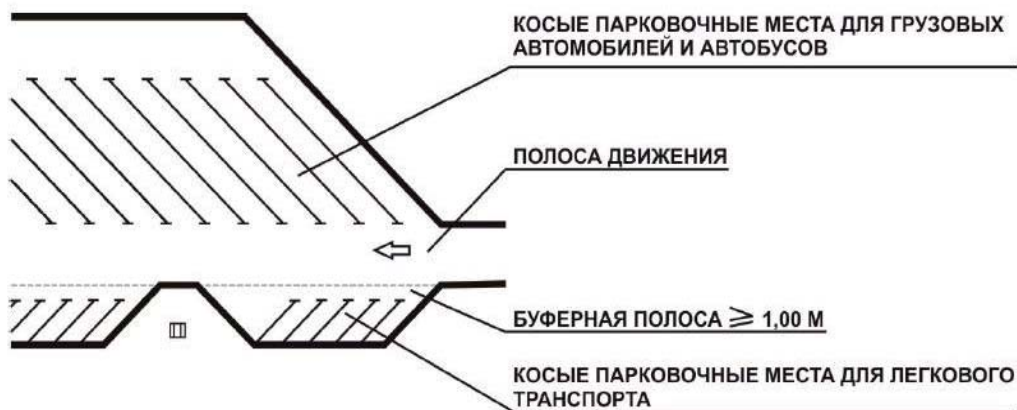 КОСЫЕ ПАРКОВОЧНЫЕ МЕСТА ДЛЯ ГРУЗОВЫХ
АВТОМОБИЛЕЙ И АВТОБУСОВ
ПОЛОСА ДВИЖЕНИЯ
БУФЕРНАЯ ПОЛОСА ⩾ 1,00 М
КОСЫЕ ПАРКОВОЧНЫЕ МЕСТА ДЛЯ ЛЕГКОВОГО
ТРАНСПОРТА